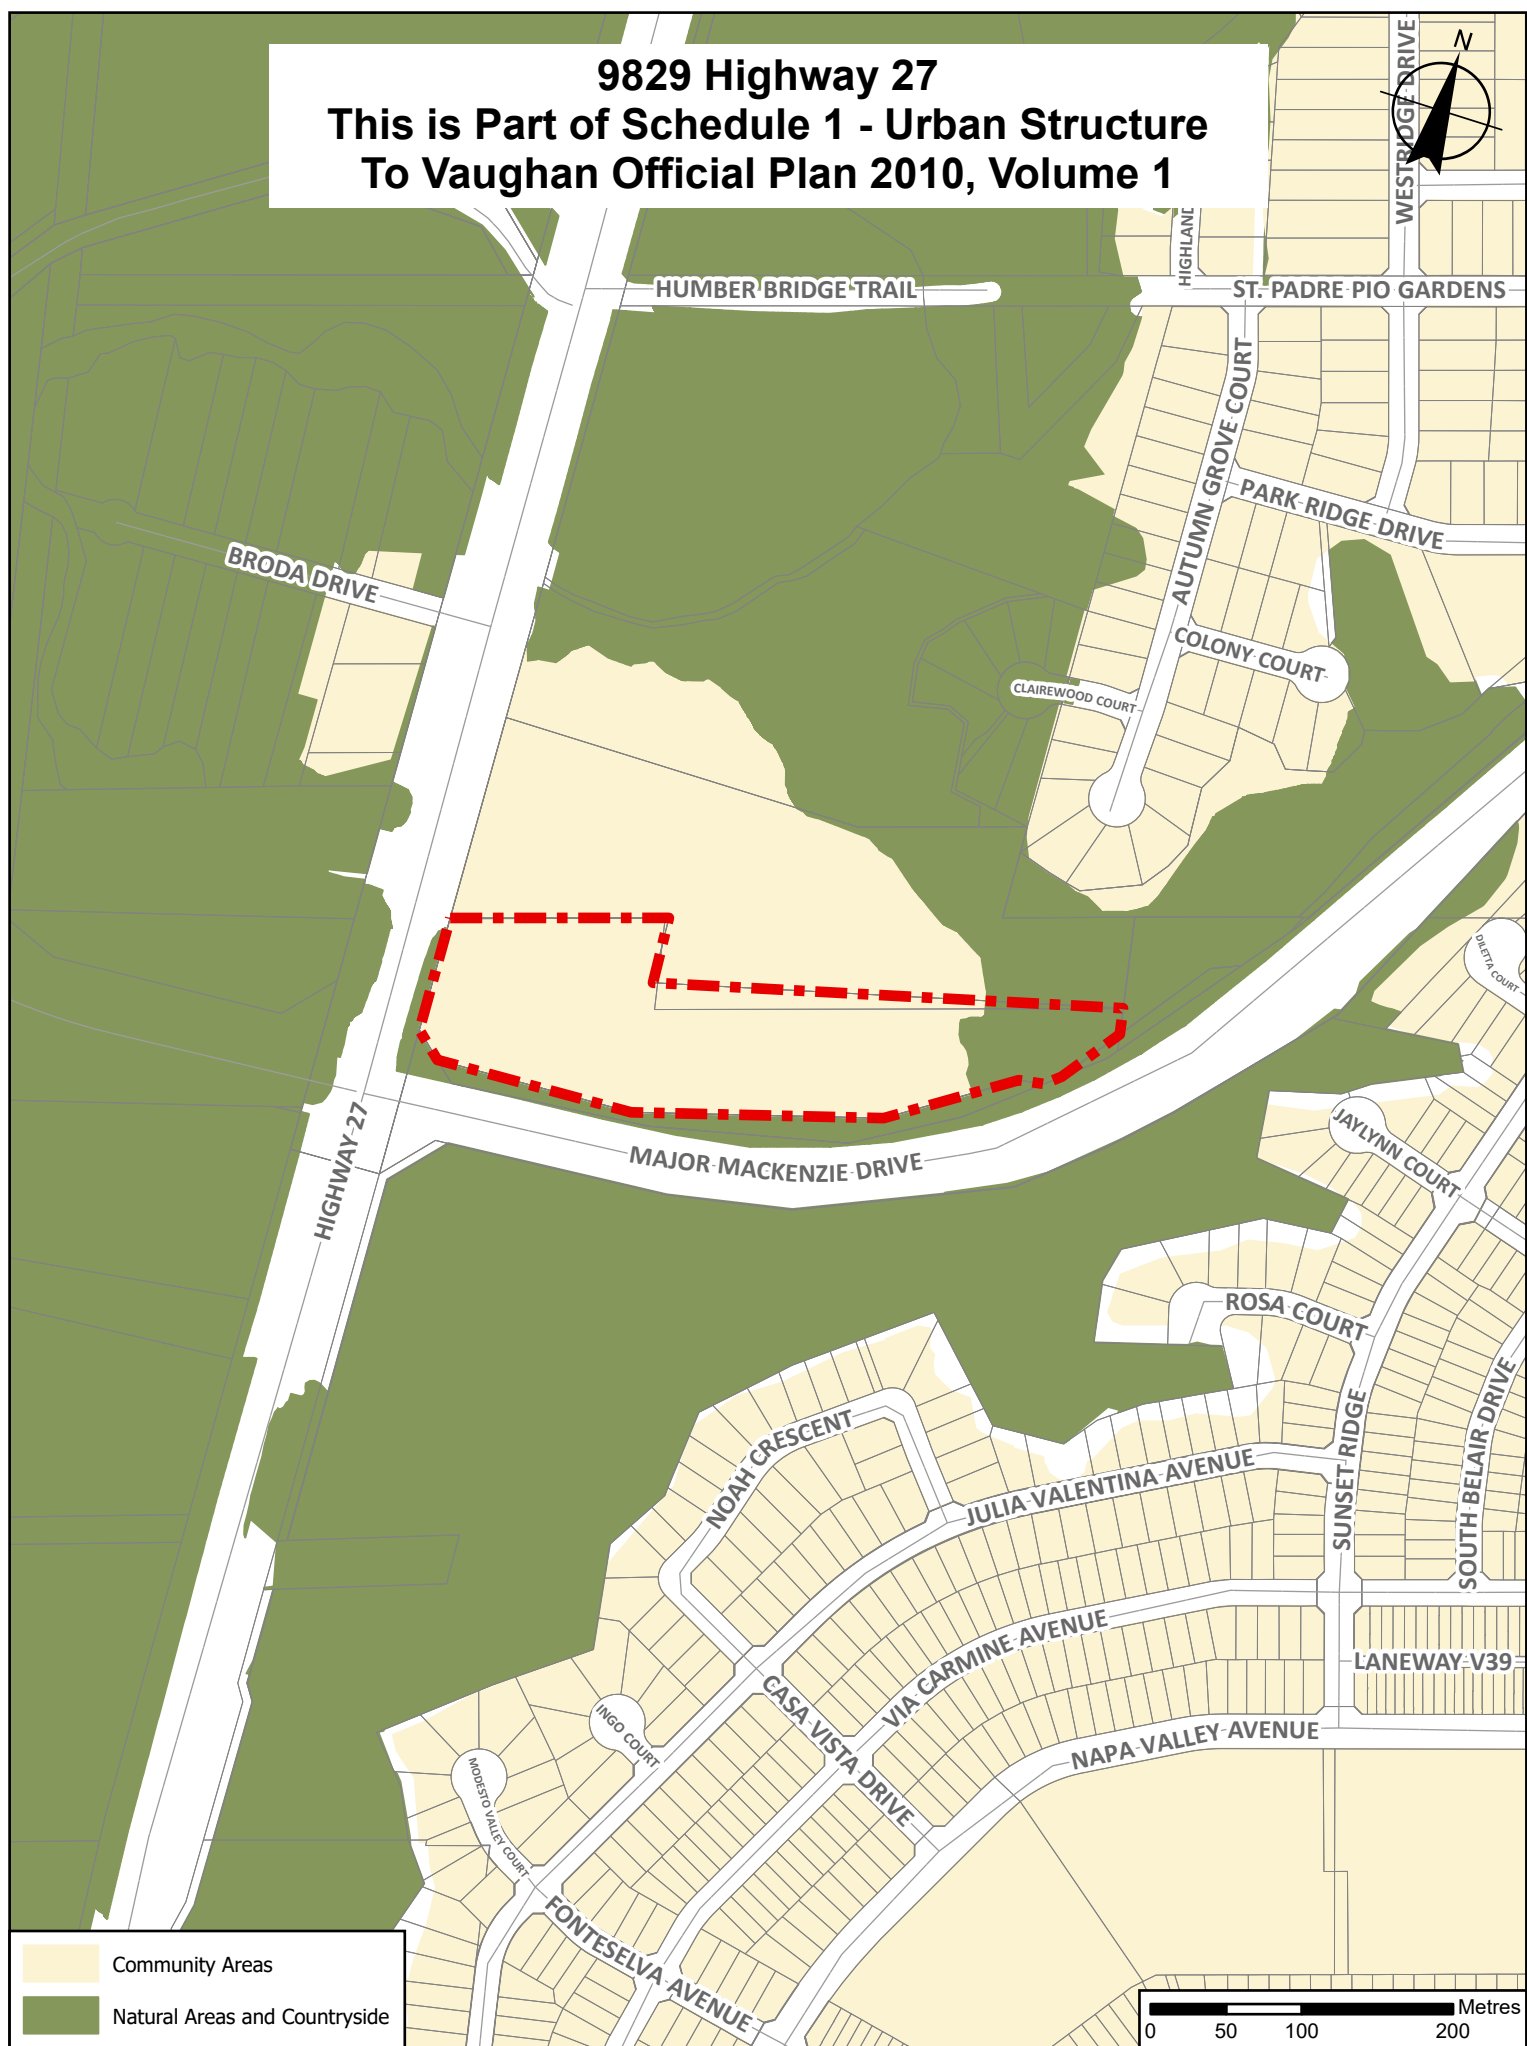 9829 Highway 27
This is Part of Schedule 1 - Urban Structure
To Vaughan Official Plan 2010, Volume 1
N
WESTRIDGE DRIVE
HIGHLAND
HUMBER BRIDGE TRAIL
ST. PADRE PIO GARDENS
AUTUMN GROVE COURT
PARK RIDGE DRIVE
BRODA DRIVE
COLONY COURT
CLAIREWOOD COURT
DILETTA COURT
JAYLYNN COURT
HIGHWAY 27
MAJOR MACKENZIE DRIVE
ROSA COURT
SUNSET RIDGE
SOUTH BELAIR DRIVE
NOAH CRESCENT
JULIA VALENTINA AVENUE
VIA CARMINE AVENUE
LANEWAY V39
CASA VISTA DRIVE
INGO COURT
NAPA VALLEY AVENUE
MODESTO VALLEY COURT
FONTESELVA AVENUE
Community Areas
Natural Areas and Countryside
Metres
0 50 100 200